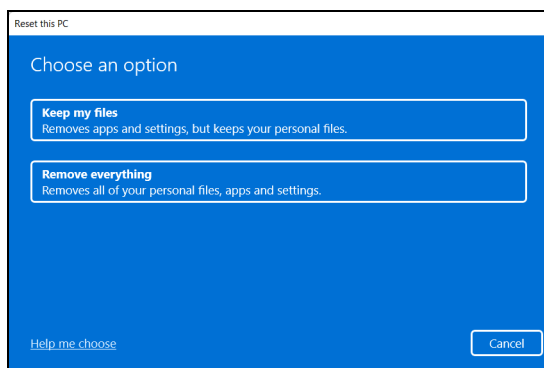 Reset this PC
Choose an option
Keep my files
Removes apps and settings, but keeps your personal files.
Remove everything
Removes all of your personal files, apps and settings.
Help me choose
Cancel